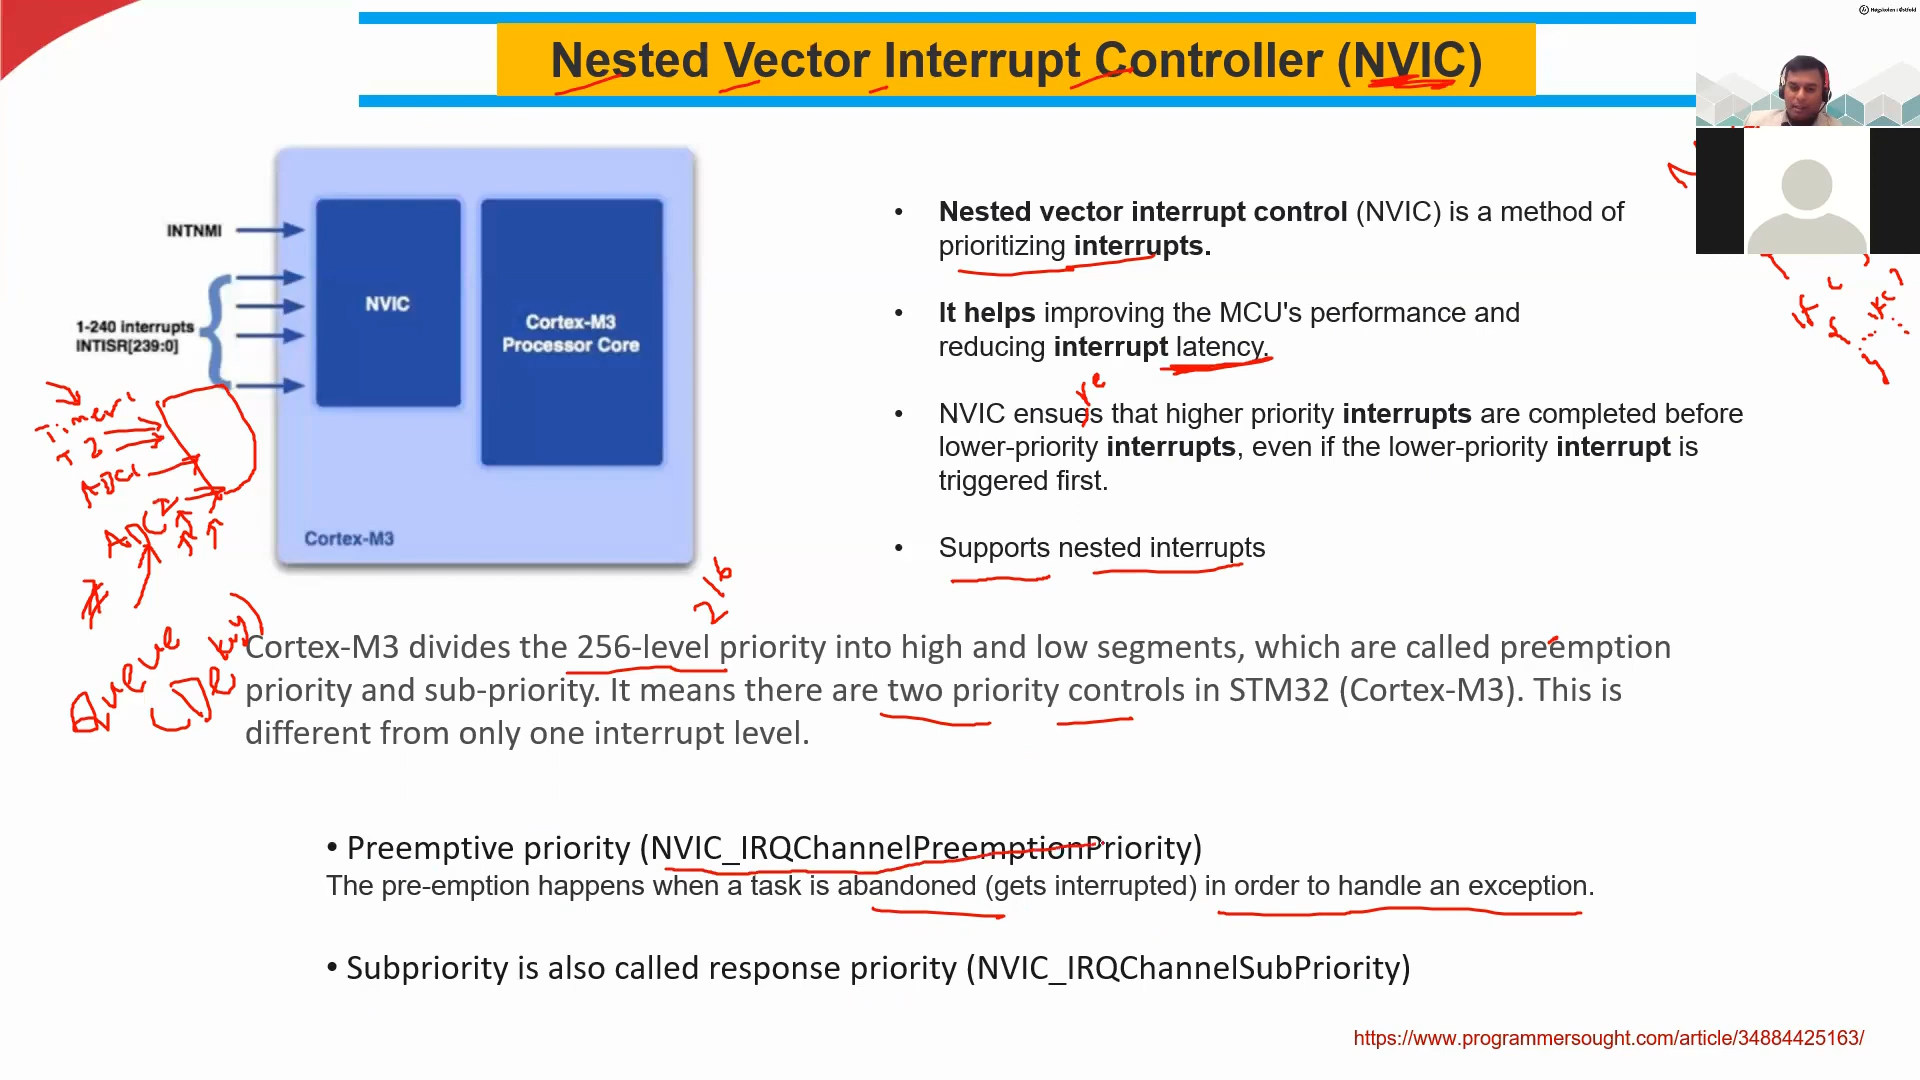 Høgskolen i Østfold
Nested Vector Interrupt Controller (NVIC)
INTNMI
1-240 interrupts
INTISR[239:0]
NVIC
Cortex-M3
Processor Core
Cortex-M3
Timer1
T2
ADC1
ADC2
Queue
(Delay)
216
• Nested vector interrupt control (NVIC) is a method of
prioritizing interrupts.
• It helps improving the MCU's performance and
reducing interrupt latency.
re
• NVIC ensues that higher priority interrupts are completed before
lower-priority interrupts, even if the lower-priority interrupt is
triggered first.
• Supports nested interrupts
Cortex-M3 divides the 256-level priority into high and low segments, which are called preemption
priority and sub-priority. It means there are two priority controls in STM32 (Cortex-M3). This is
different from only one interrupt level.
• Preemptive priority (NVIC_IRQChannelPreemptionPriority)
The pre-emption happens when a task is abandoned (gets interrupted) in order to handle an exception.
• Subpriority is also called response priority (NVIC_IRQChannelSubPriority)
https://www.programmersought.com/article/34884425163/